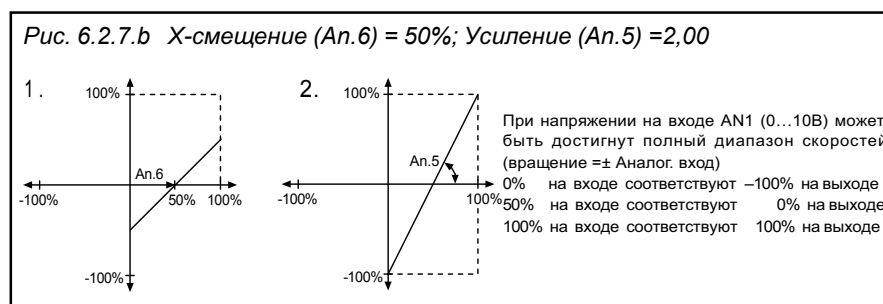 Рис. 6.2.7.b X-смещение (An.6) = 50%; Усиление (An.5) =2,00
1.
100%
An.6
-100%
50%
100%
-100%
2.
100%
An.5
-100%
100%
-100%
При напряжении на входе AN1 (0...10В) может
быть достигнут полный диапазон скоростей
(вращение =± Аналог. вход)
0% на входе соответствуют –100% на выходе
50% на входе соответствуют 0% на выходе
100% на входе соответствуют 100% на выходе